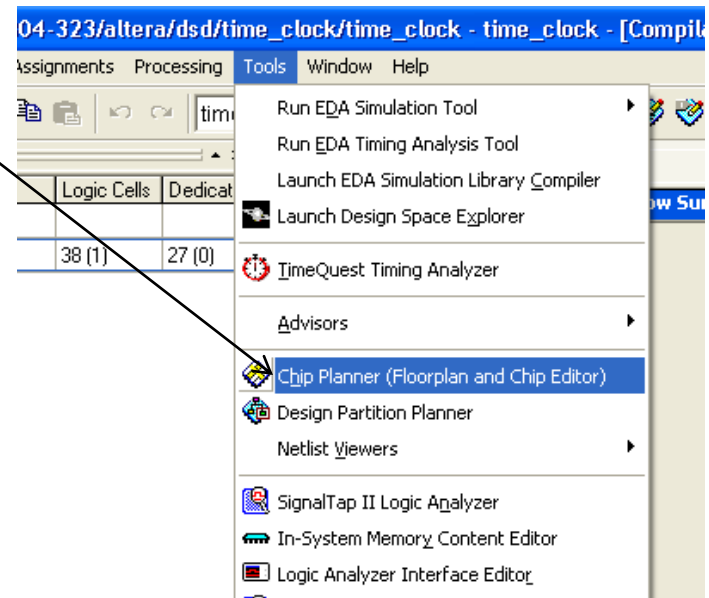 04-323/altera/dsd/time_clock/time_clock - time_clock - [Compila
Assignments Processing Tools Window Help
time
Logic Cells Dedicat
38 (1) 27 (0)
ow Su
Run EDA Simulation Tool
Run EDA Timing Analysis Tool
Launch EDA Simulation Library Compiler
Launch Design Space Explorer
TimeQuest Timing Analyzer
Advisors
Chip Planner (Floorplan and Chip Editor)
Design Partition Planner
Netlist Viewers
SignalTap II Logic Analyzer
In-System Memory Content Editor
Logic Analyzer Interface Editor